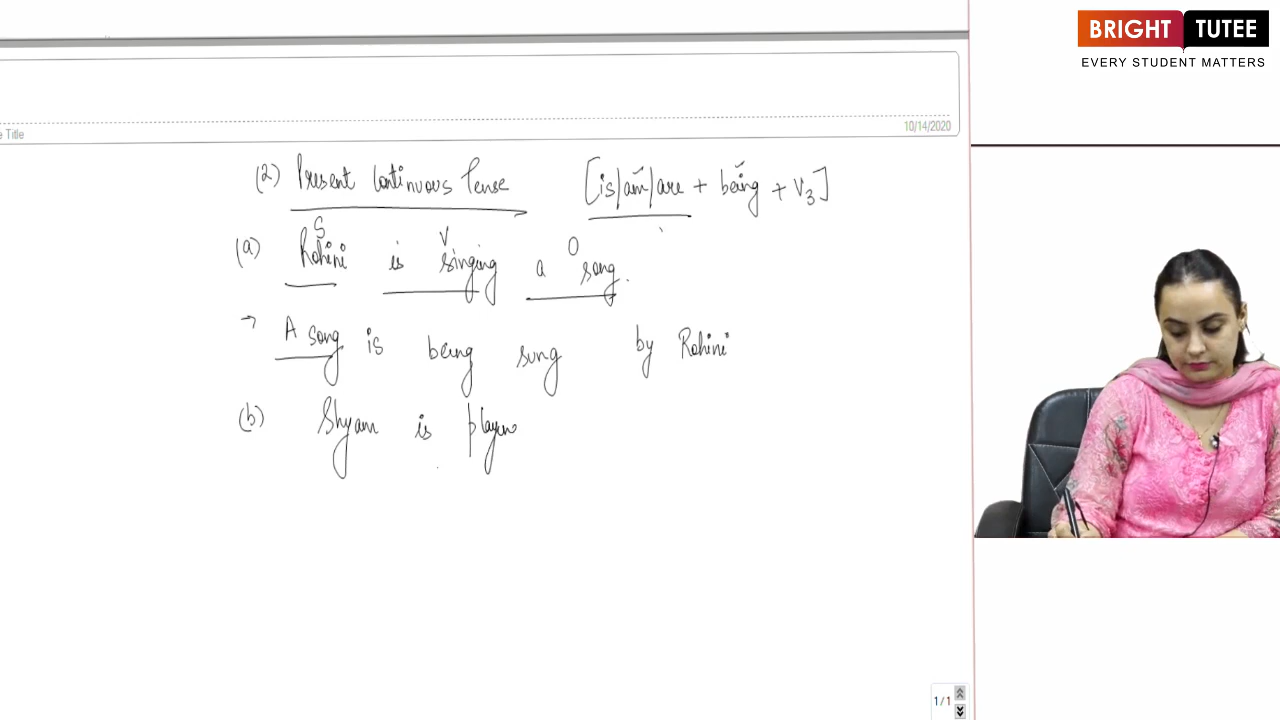 BRIGHT TUTEE
EVERY STUDENT MATTERS
e Title
10/14/2020
(2) Present Continuous Tense [is/am/are + being + V3]
S V O
(a) Rohini is singing a song.
→ A song is being sung by Rohini
(b) Shyam is playing
1/1